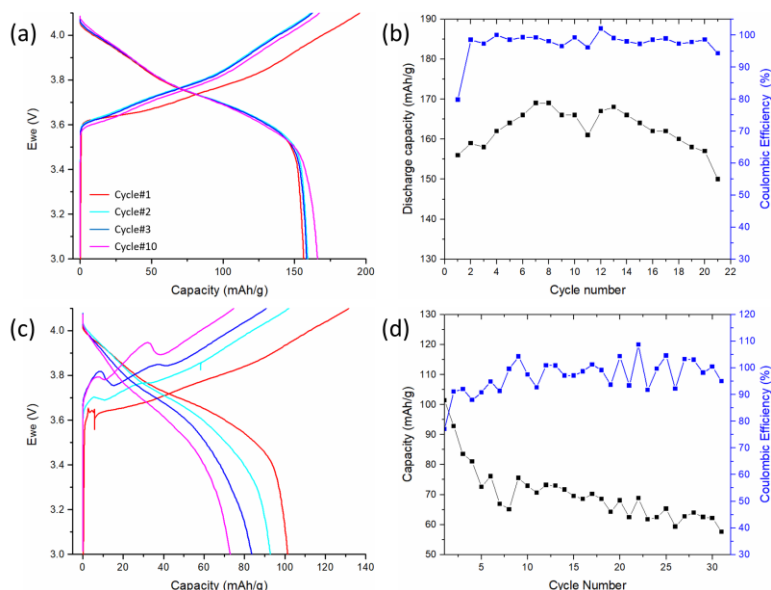 (a)
4.0
3.8
3.6
3.4
3.2
3.0
Ewe (V)
Cycle#1
Cycle#2
Cycle#3
Cycle#10
0 50 100 150 200
Capacity (mAh/g)
(b)
190
180
170
160
150
140
130
Discharge capacity (mAh/g)
110
100
90
80
70
60
50
40
30
Coulombic Efficiency (%)
0 2 4 6 8 10 12 14 16 18 20 22
Cycle number
(c)
4.0
3.8
3.6
3.4
3.2
3.0
Ewe (V)
0 20 40 60 80 100 120 140
Capacity (mAh/g)
(d)
130
120
110
100
90
80
70
60
50
Capacity (mAh/g)
120
110
100
90
80
70
60
50
40
30
Coulombic Efficiency (%)
5 10 15 20 25 30
Cycle Number